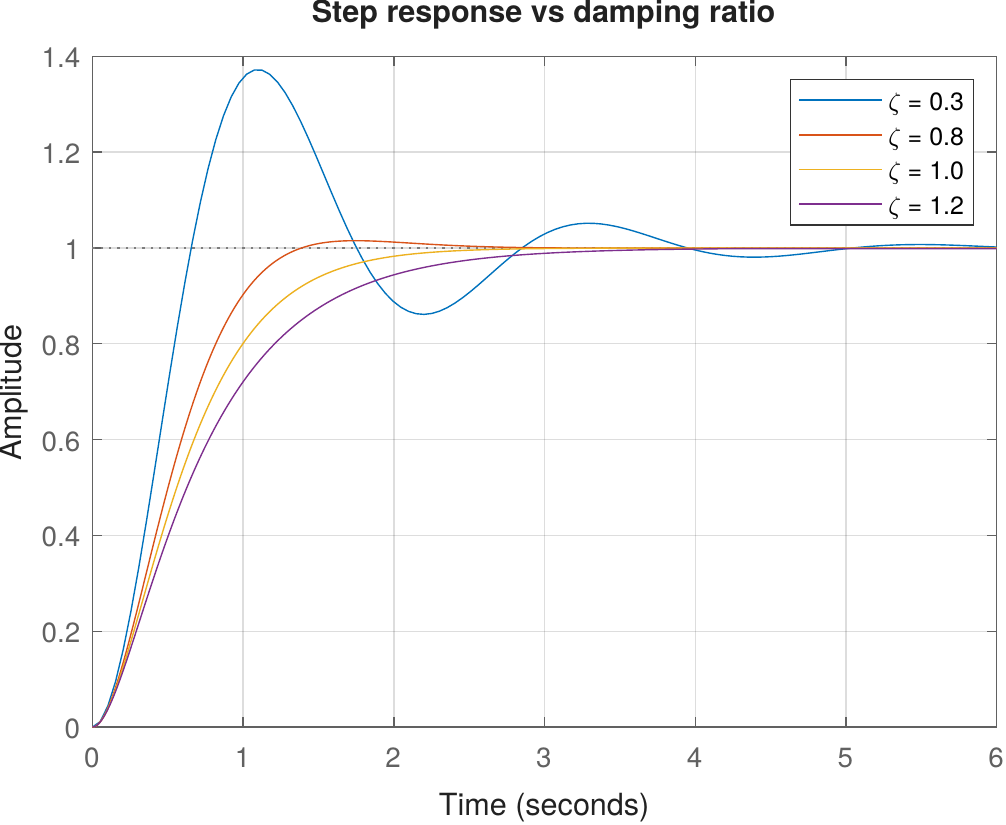 Step response vs damping ratio
1.4
1.2
1
0.8
0.6
0.4
0.2
0
Amplitude
ζ = 0.3
ζ = 0.8
ζ = 1.0
ζ = 1.2
0 1 2 3 4 5 6
Time (seconds)